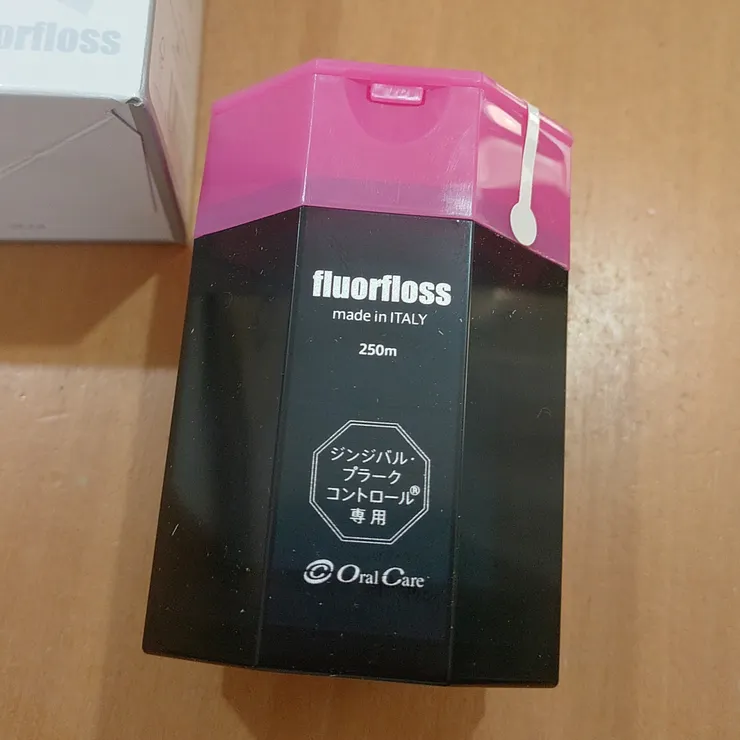 orfloss
fluorfloss
made in ITALY
250m
ジンジバル・
プラーク
コントロール®
専用
Oral Care